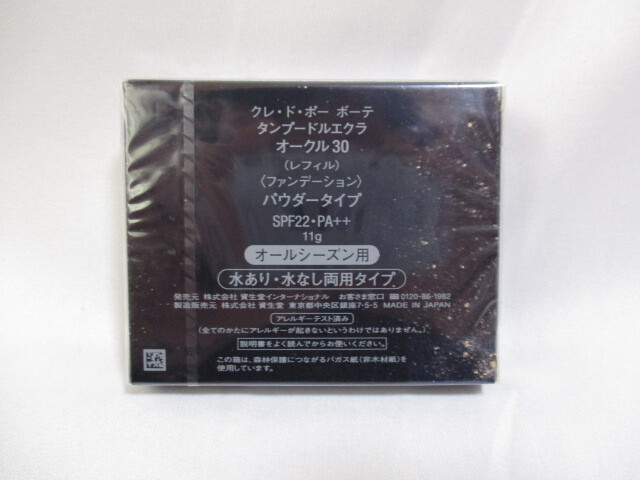 クレ・ド・ポー ボーテ
タンプードルエクラ
オークル30
(レフィル)
〈ファンデーション〉
パウダータイプ
SPF22・PA++
11g
オールシーズン用
水あり・水なし両用タイプ
発売元 株式会社 資生堂インターナショナル お客さま窓口 0120-86-1982
製造販売元 株式会社 資生堂 東京都中央区銀座7-5-5 MADE IN JAPAN
アレルギーテスト済み
(全てのかたにアレルギーが起きないというわけではありません。)
説明書をよく読んでからお使いください。
この箱は、森林保護につながるバガス紙(非木材紙)を
使用しています。